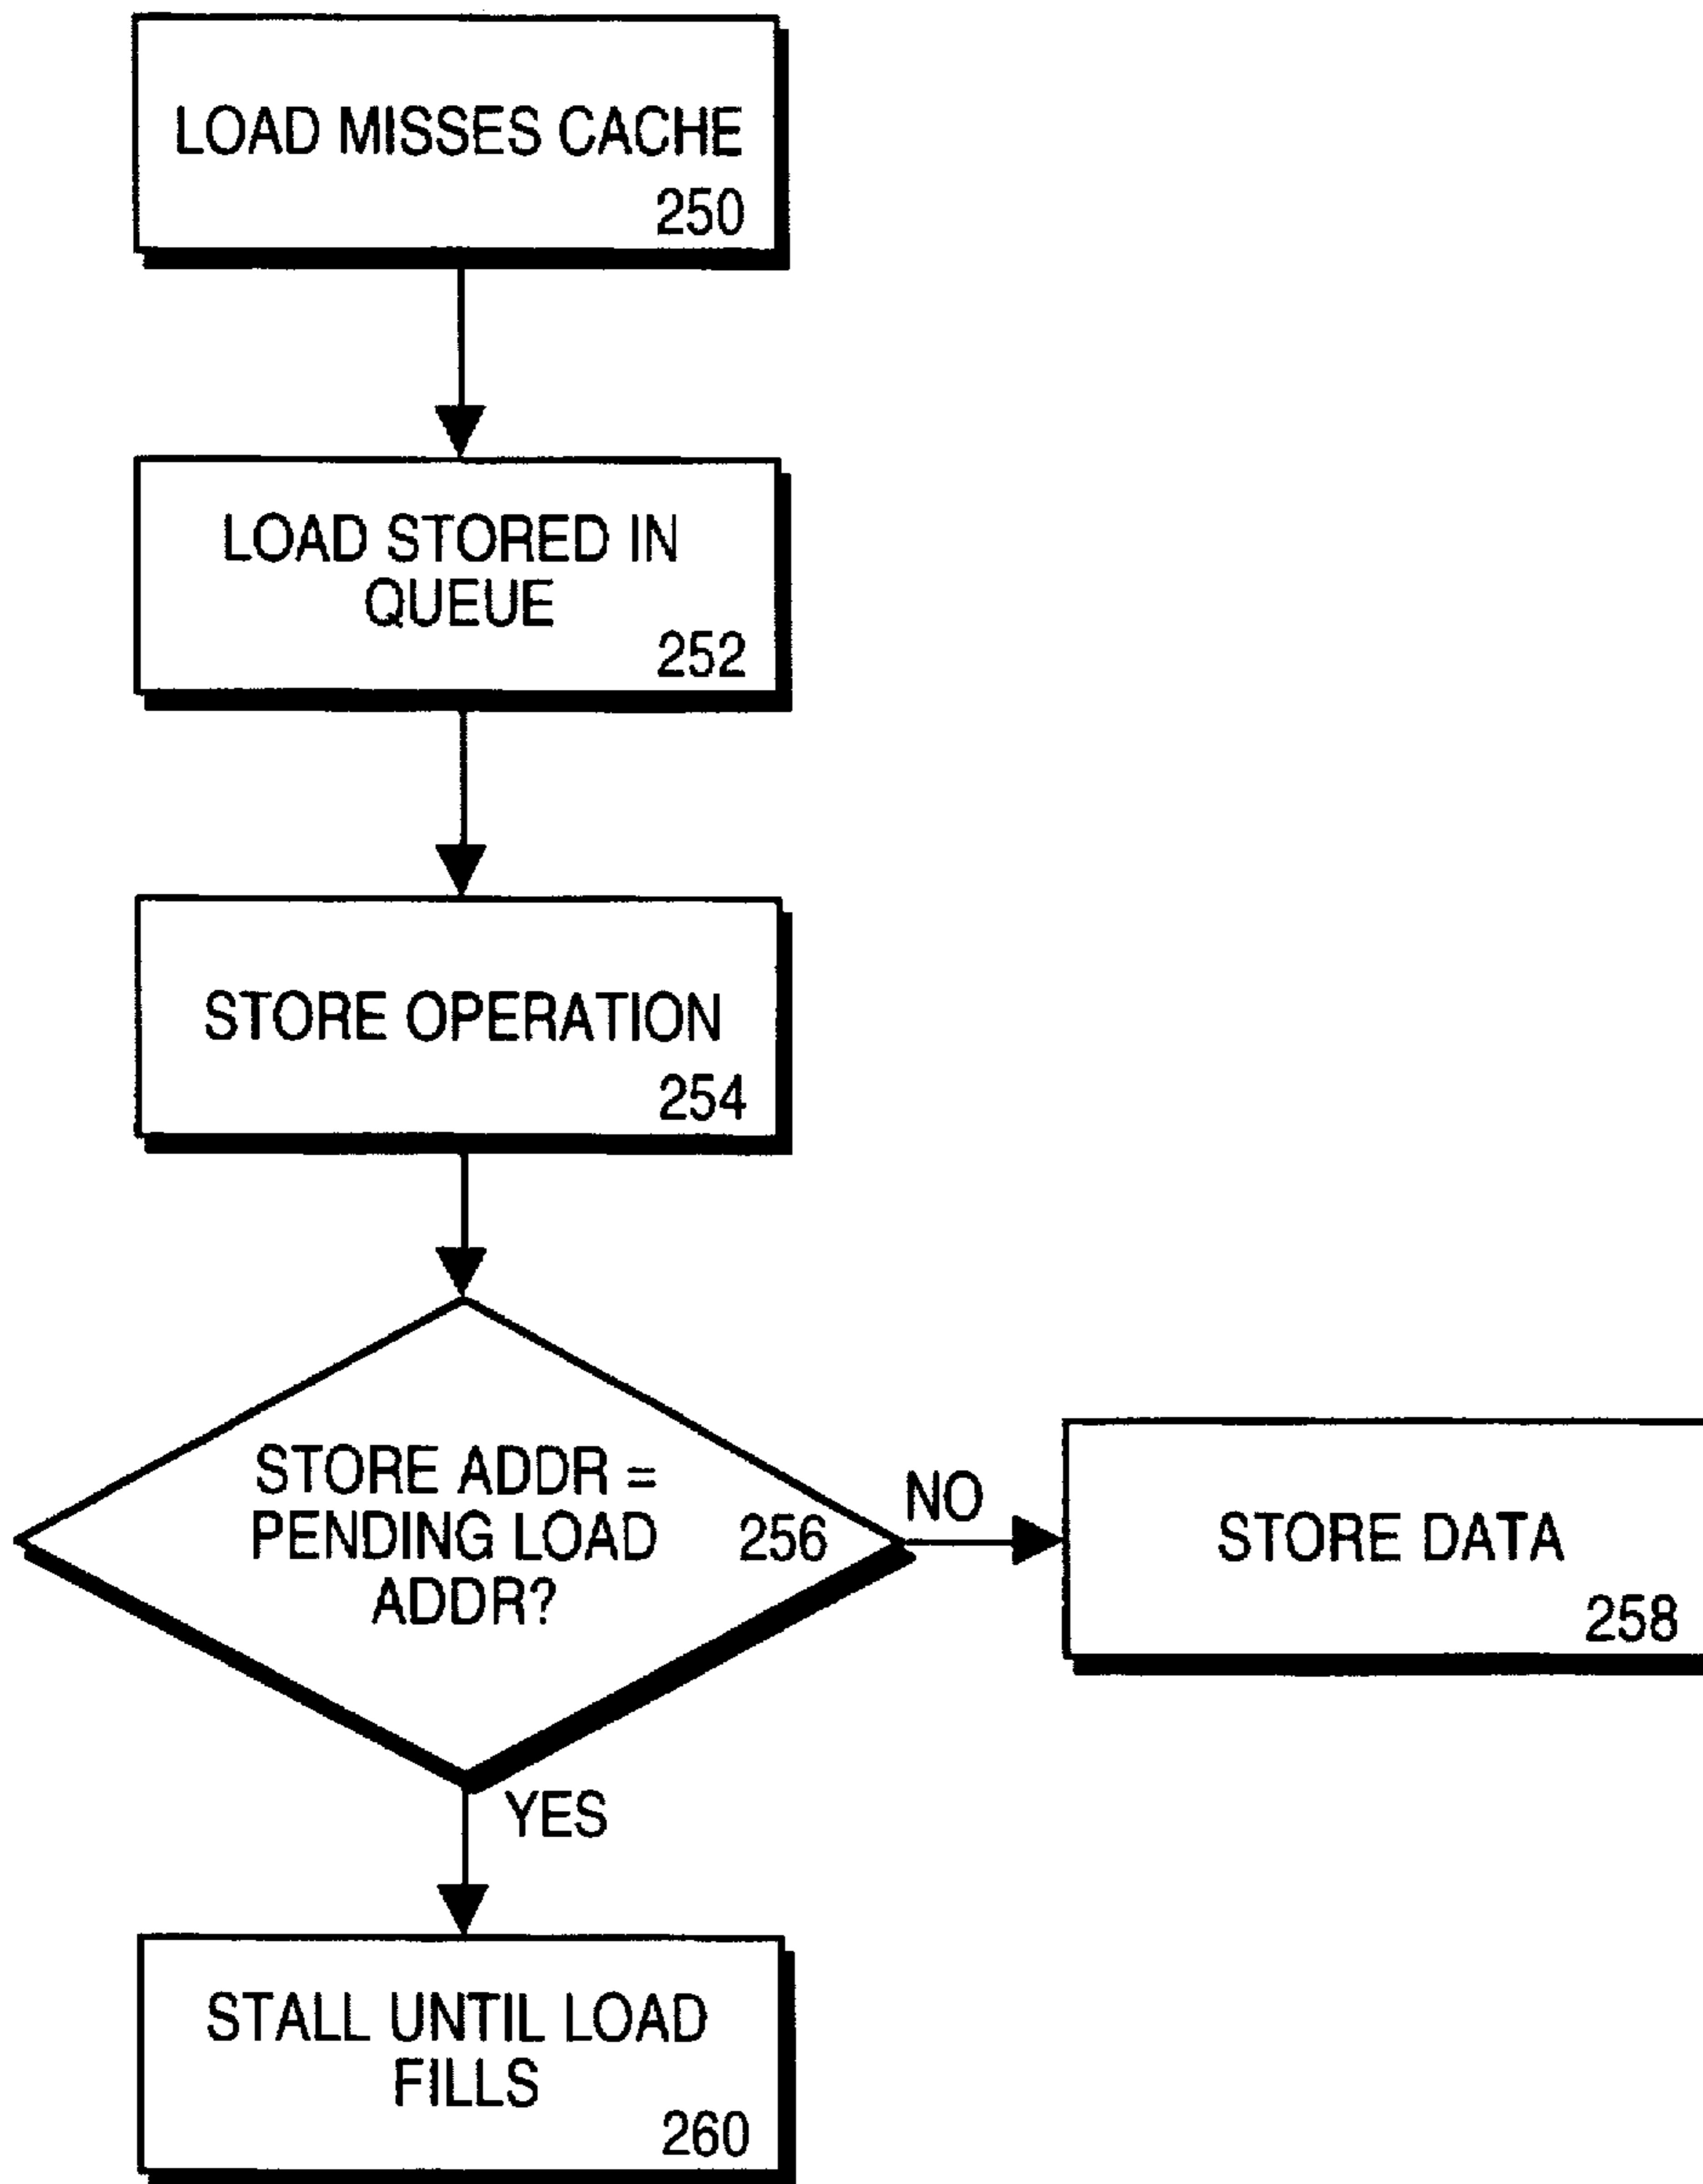 LOAD MISSES CACHE
250
LOAD STORED IN
QUEUE
252
STORE OPERATION
254
STORE ADDR =
PENDING LOAD
ADDR?
256
NO
STORE DATA
258
YES
STALL UNTIL LOAD
FILLS
260